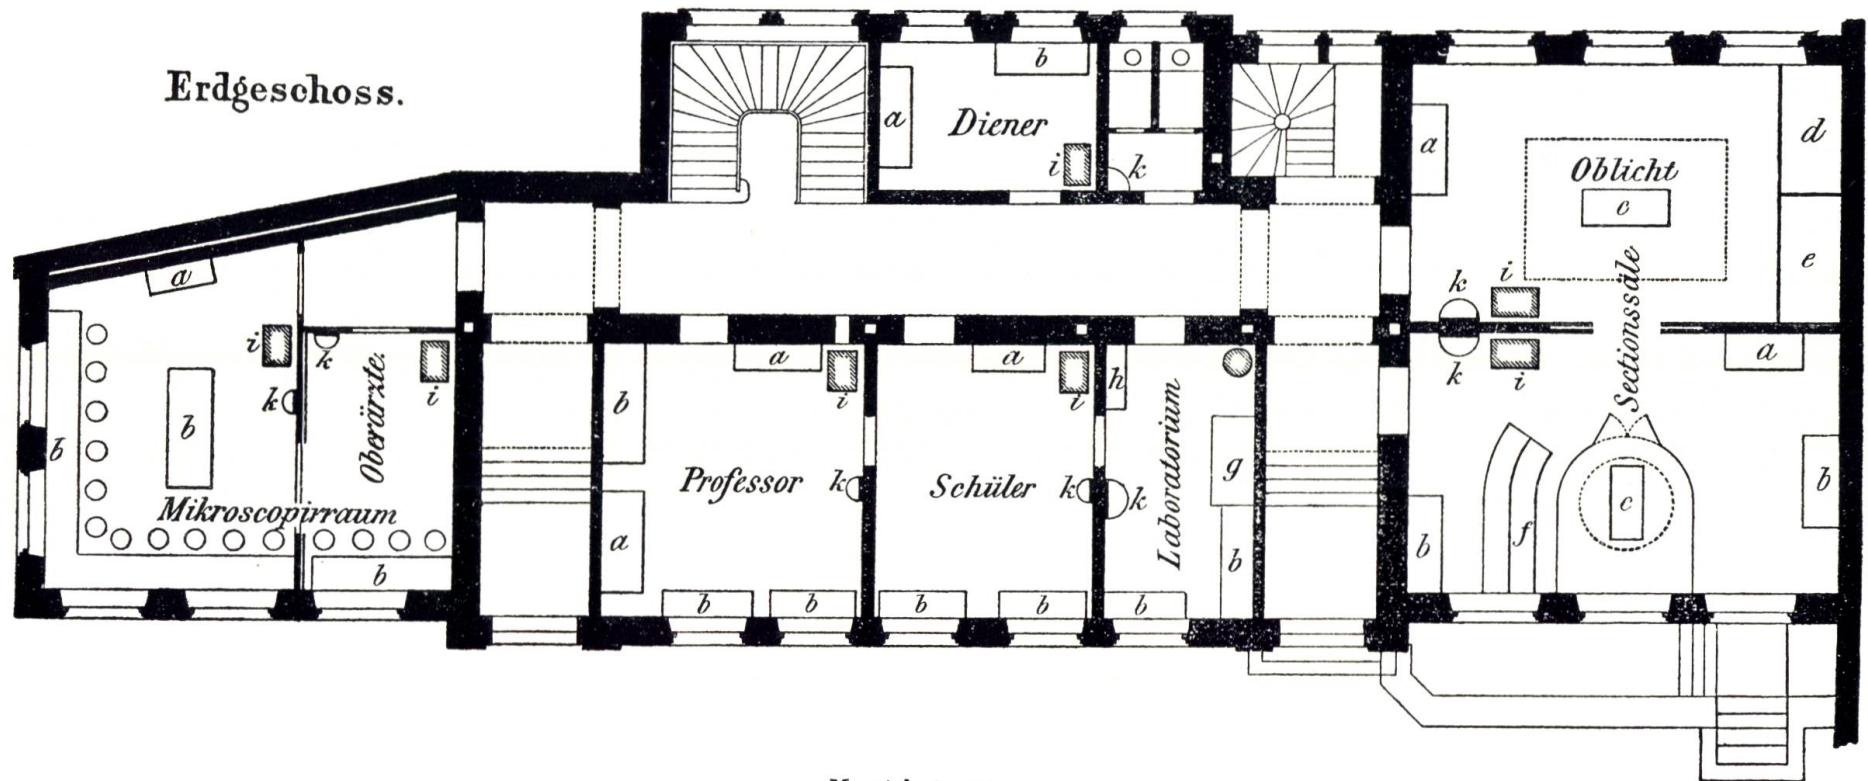 Erdgeschoss.
b
a
Diener
i
k
a
Oblicht
c
d
e
Sectionssäle
k
i
k
i
a
a
b
b
i
k
k
Oberärzte
i
Mikroscopirraum
b
b
a
a
i
Professor
k
b
b
a
i
Schüler
k
b
b
h
Laboratorium
g
k
b
b
b
f
c
b